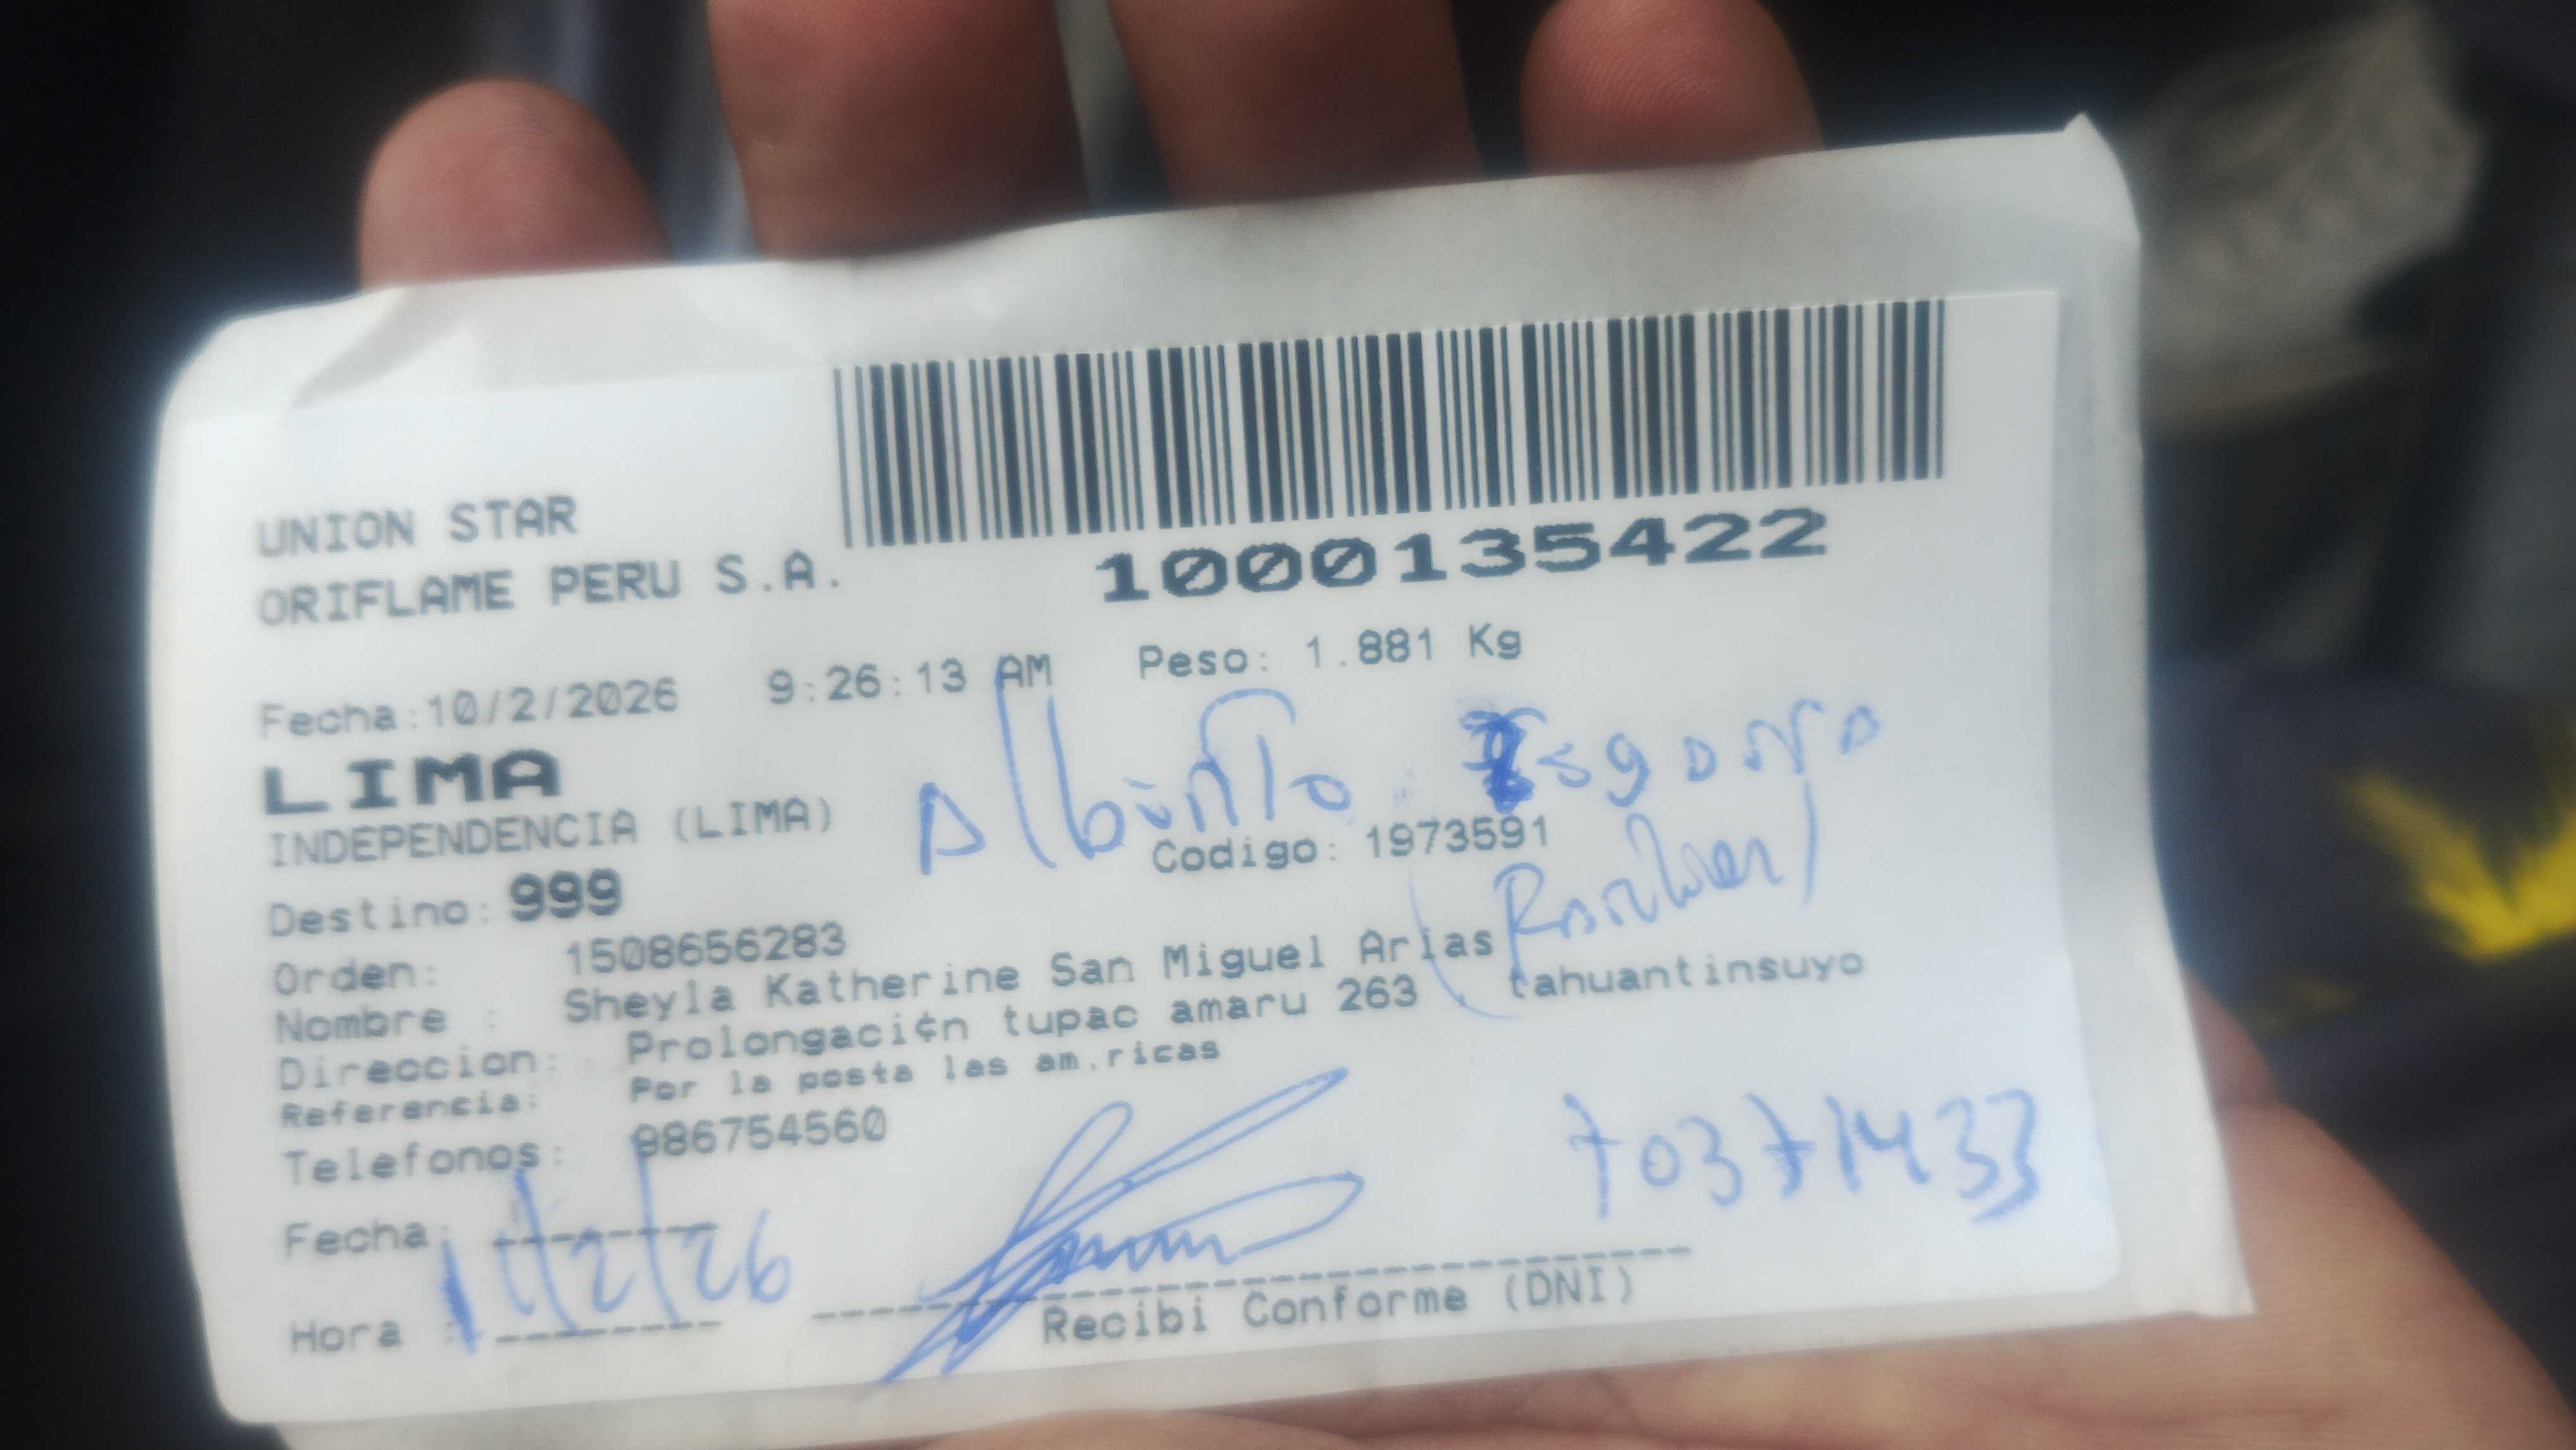 UNION STAR
ORIFLAME PERU S.A.
1000135422
Fecha:10/2/2026 9:26:13 AM Peso: 1.881 Kg
LIMA
INDEPENDENCIA (LIMA)
Codigo: 1973591
Destino: 999
Orden: 1508656283
Nombre : Sheyla Katherine San Miguel Arias
Direccion: Prolongaci¢n tupac amaru 263 , tahuantinsuyo
Referencia: Por la posta las am.ricas
Telefonos: 986754560
70371433
Fecha: 11/2/26
Hora :
Recibi Conforme (DNI)